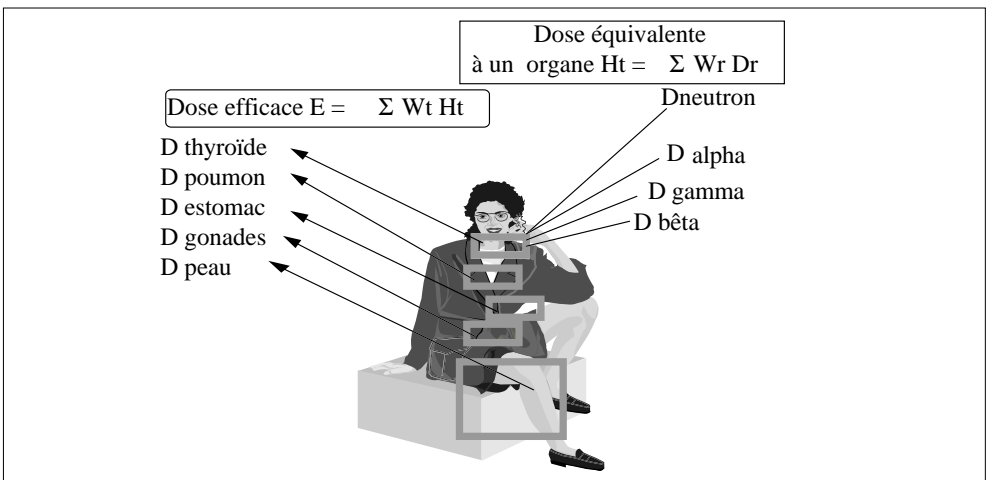 Dose équivalente
à un organe Ht = Σ Wr Dr
Dneutron
Dose efficace E = Σ Wt Ht
D thyroïde
D alpha
D poumon
D gamma
D estomac
D bêta
D gonades
D peau